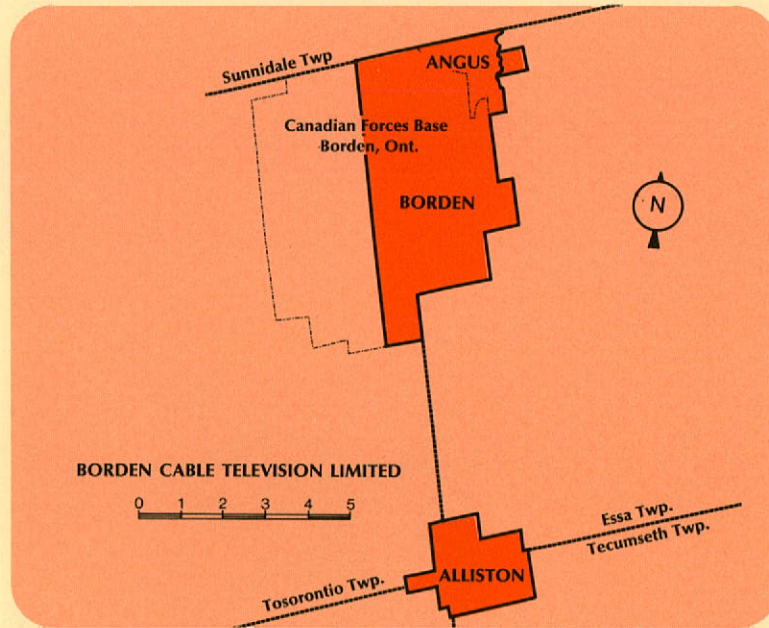 Sunnidale Twp
ANGUS
Canadian Forces Base
Borden, Ont.
BORDEN
N
BORDEN CABLE TELEVISION LIMITED
0 1 2 3 4 5
Essa Twp.
Tecumseth Twp.
ALLISTON
Tosorontio Twp.